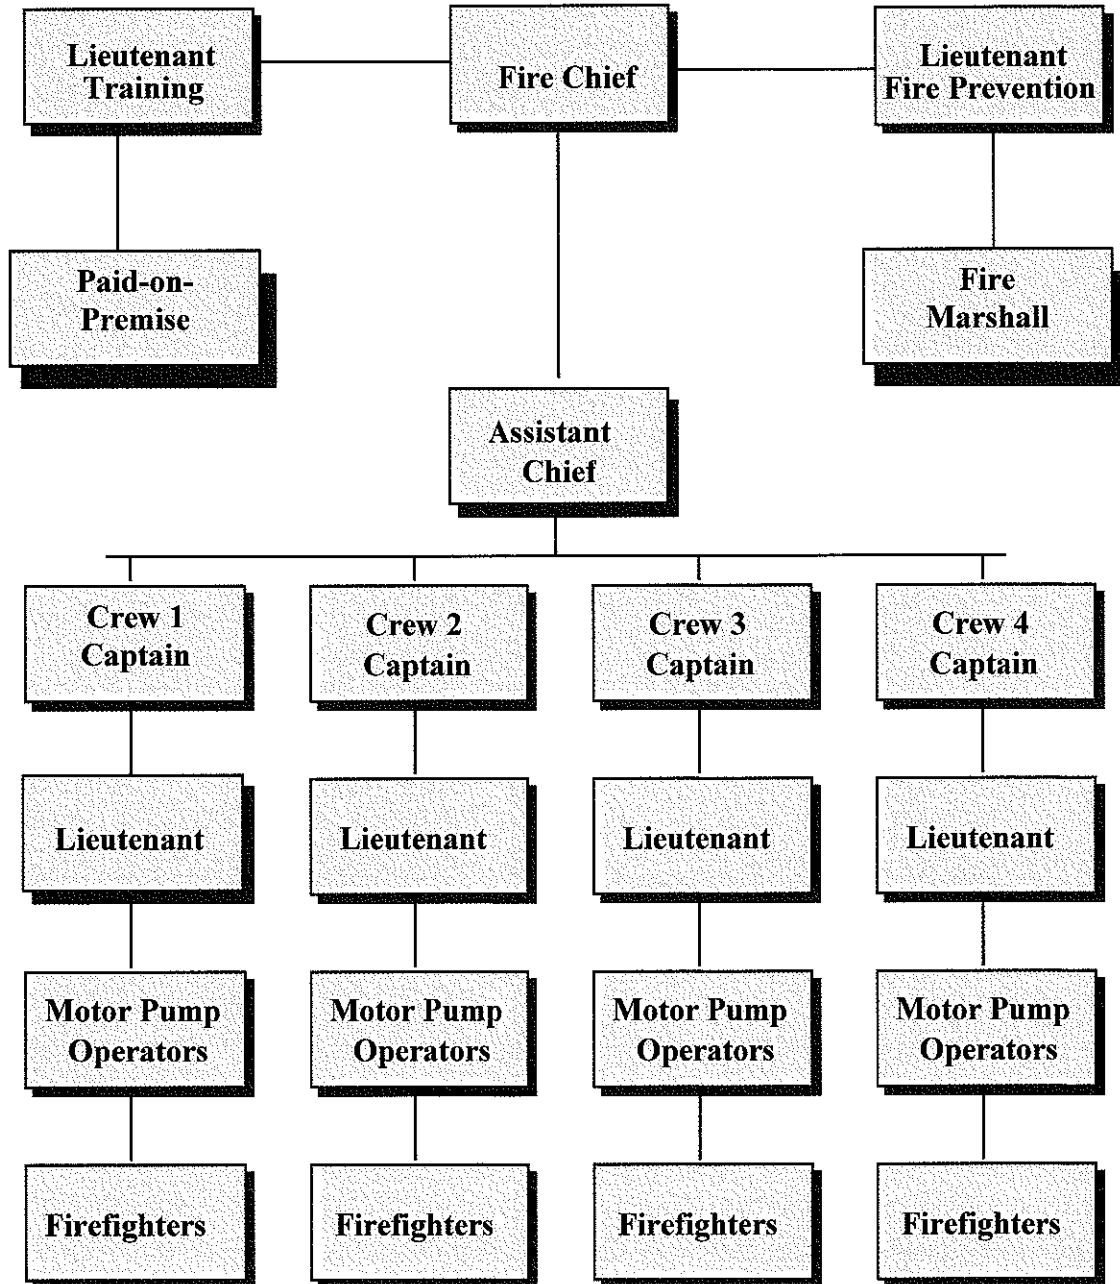 Lieutenant
Training
Fire Chief
Lieutenant
Fire Prevention
Paid-on-
Premise
Fire
Marshall
Assistant
Chief
Crew 1
Captain
Crew 2
Captain
Crew 3
Captain
Crew 4
Captain
Lieutenant
Lieutenant
Lieutenant
Lieutenant
Motor Pump
Operators
Motor Pump
Operators
Motor Pump
Operators
Motor Pump
Operators
Firefighters
Firefighters
Firefighters
Firefighters